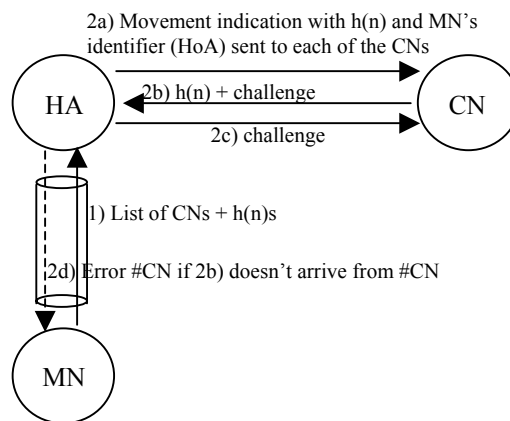 2a) Movement indication with h(n) and MN's
identifier (HoA) sent to each of the CNs
HA
2b) h(n) + challenge
CN
2c) challenge
1) List of CNs + h(n)s
2d) Error #CN if 2b) doesn't arrive from #CN
MN